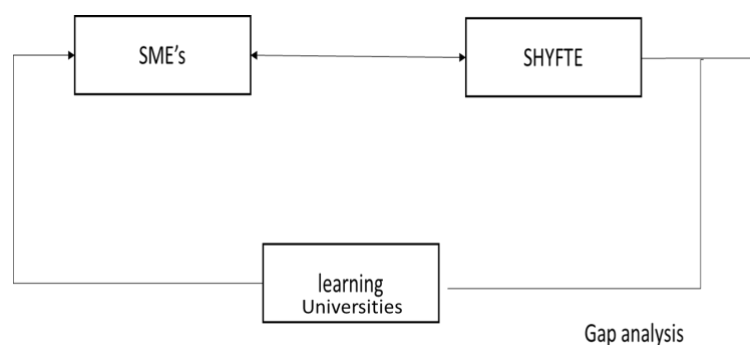 SME's
SHYFTE
learning
Universities
Gap analysis